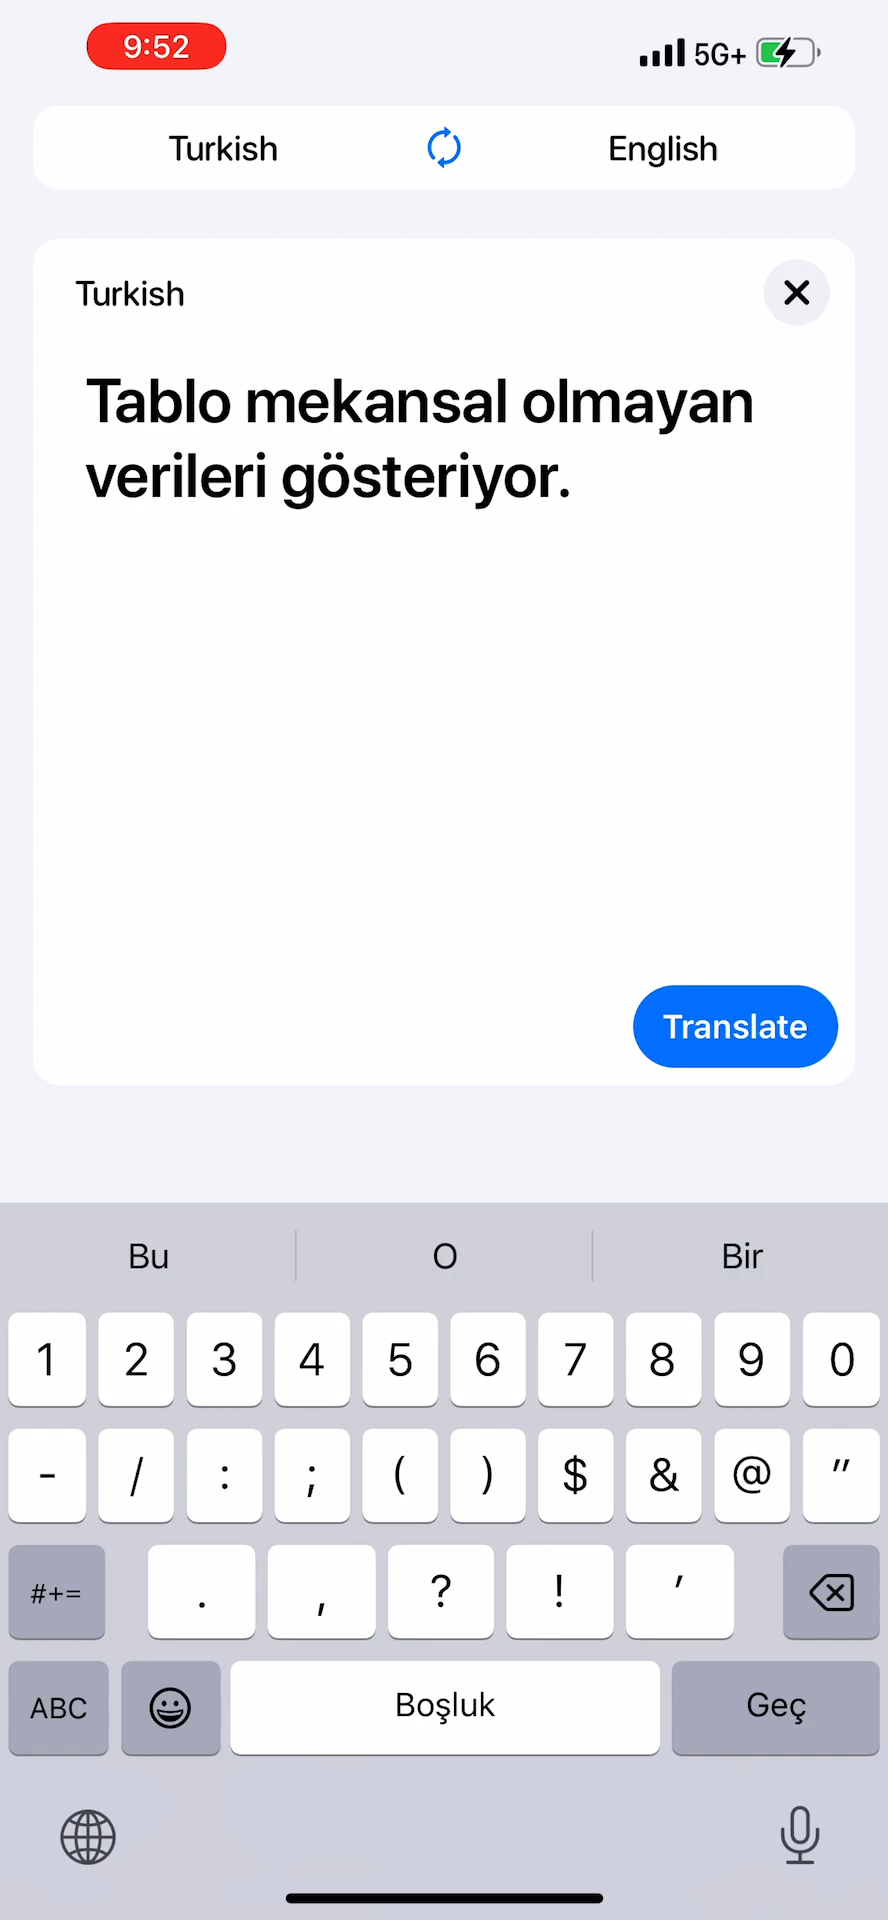 9:52 5G+
Turkish English
Turkish
Tablo mekansal olmayan
verileri gösteriyor.
Translate
Bu O Bir
1 2 3 4 5 6 7 8 9 0
- / : ; ( ) $ & @ "
#+= . , ? ! '
ABC Boşluk Geç